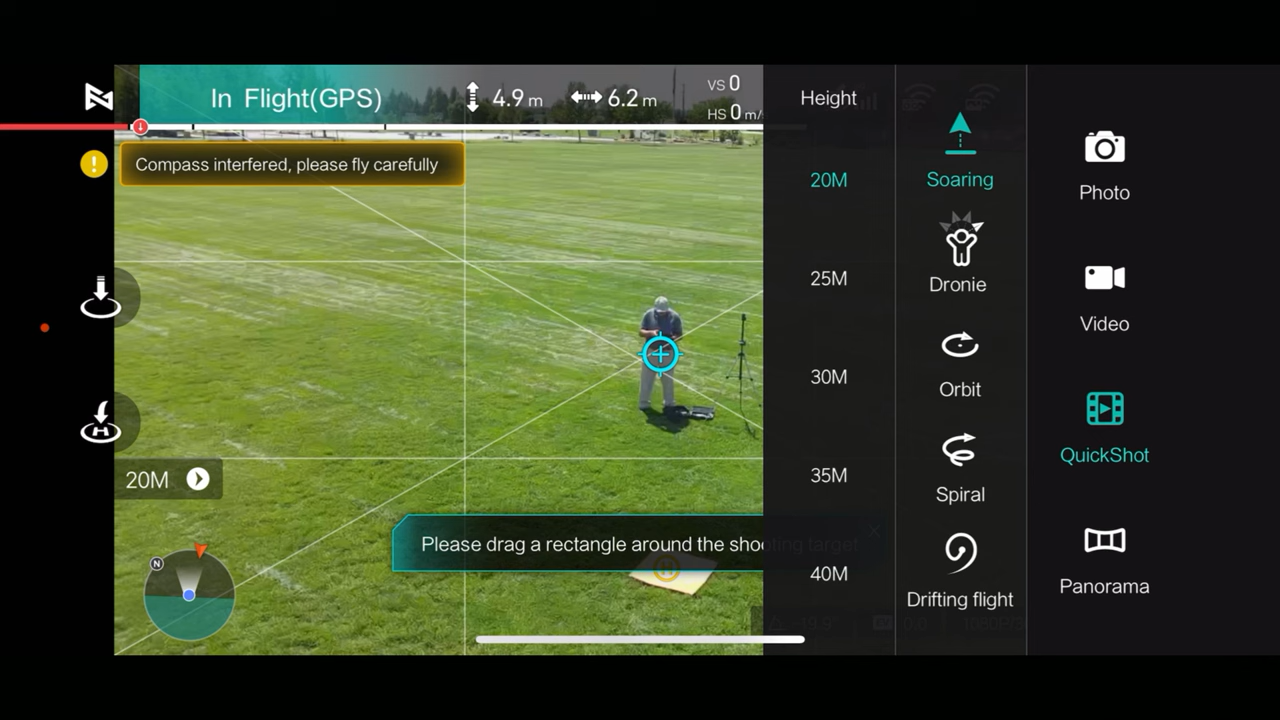 In Flight(GPS)
4.9 m
6.2 m
VS 0
HS 0 m/s
Compass interfered, please fly carefully
20M
N
Please drag a rectangle around the shooting target
H
Height
20M
25M
30M
35M
40M
Soaring
Dronie
Orbit
Spiral
Drifting flight
Photo
Video
QuickShot
Panorama